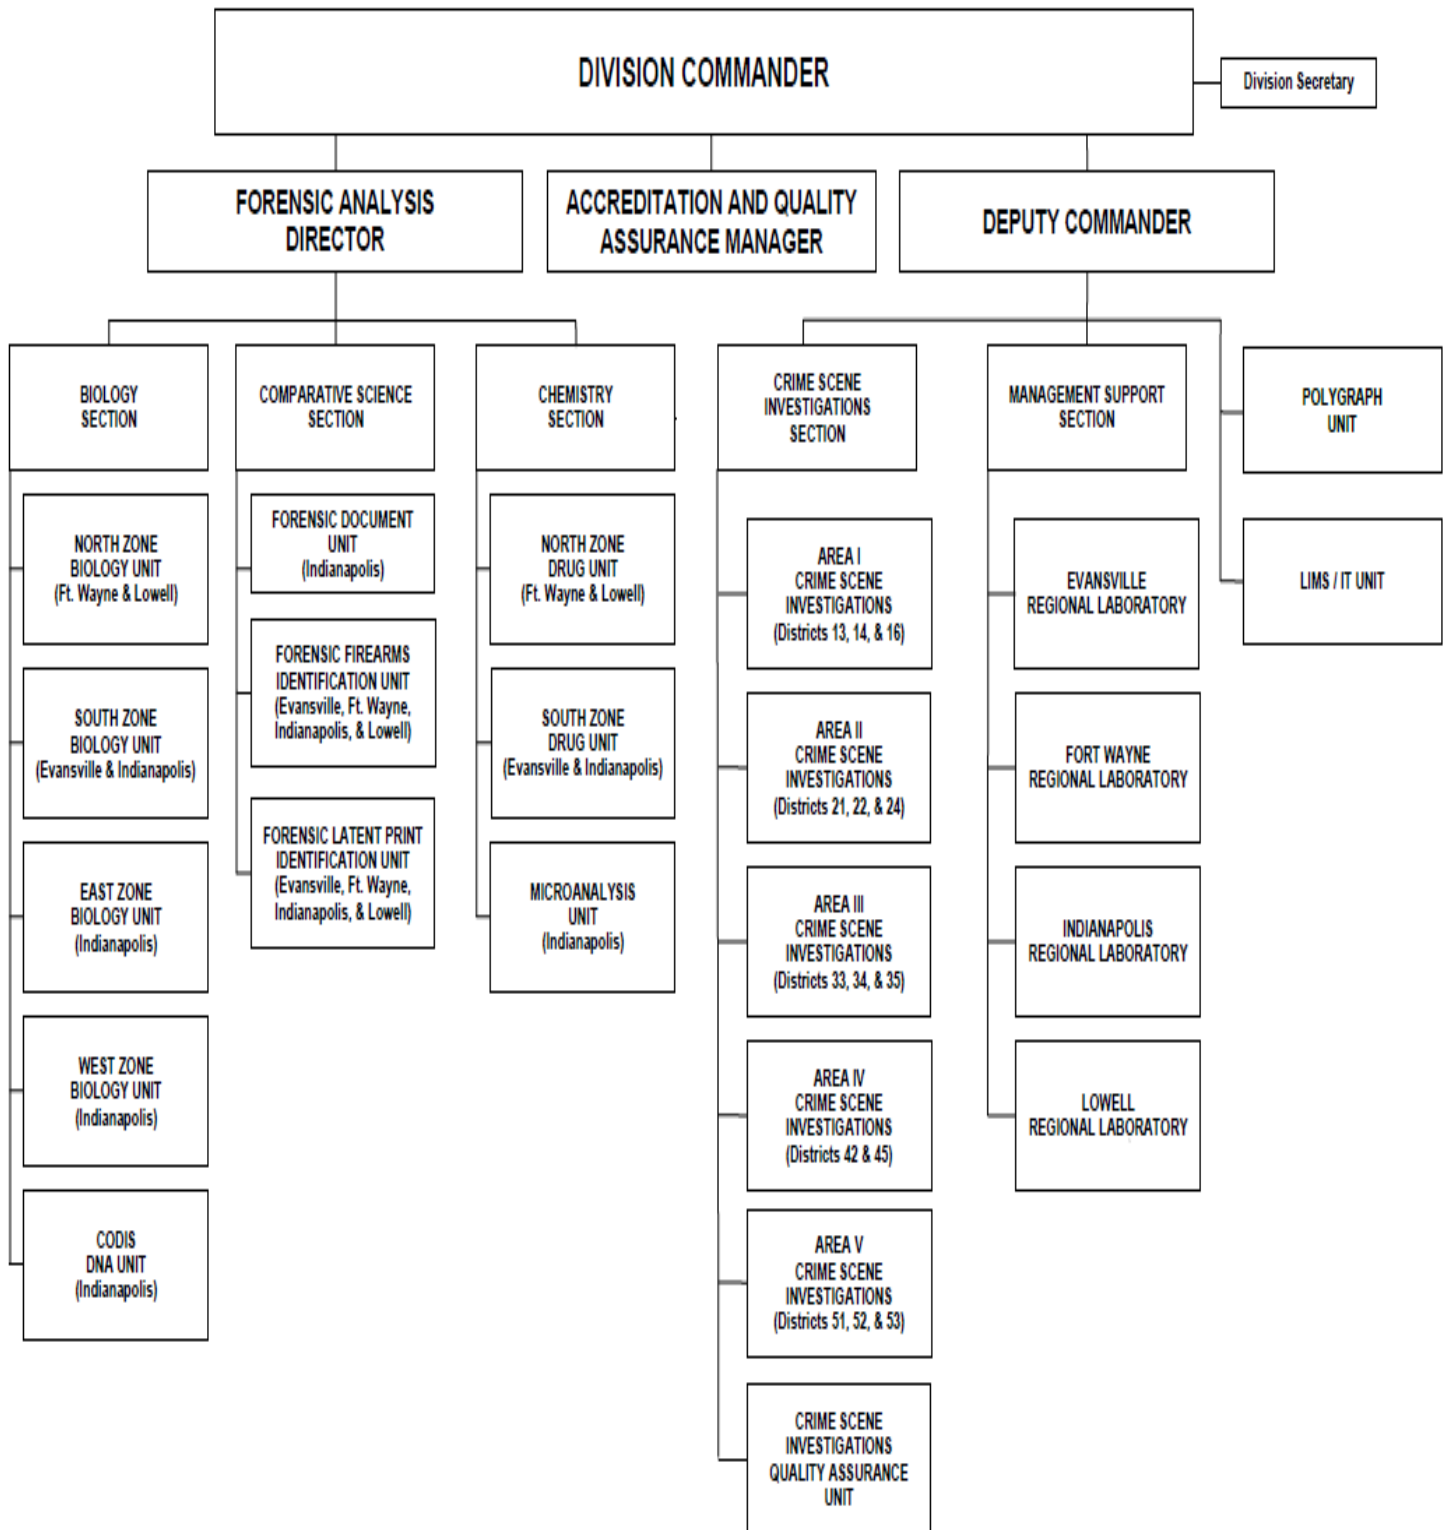 DIVISION COMMANDER
Division Secretary
FORENSIC ANALYSIS
DIRECTOR
ACCREDITATION AND QUALITY
ASSURANCE MANAGER
DEPUTY COMMANDER
BIOLOGY
SECTION
COMPARATIVE SCIENCE
SECTION
CHEMISTRY
SECTION
CRIME SCENE
INVESTIGATIONS
SECTION
MANAGEMENT SUPPORT
SECTION
POLYGRAPH
UNIT
LIMS / IT UNIT
NORTH ZONE
BIOLOGY UNIT
(Ft. Wayne & Lowell)
SOUTH ZONE
BIOLOGY UNIT
(Evansville & Indianapolis)
EAST ZONE
BIOLOGY UNIT
(Indianapolis)
WEST ZONE
BIOLOGY UNIT
(Indianapolis)
CODIS
DNA UNIT
(Indianapolis)
FORENSIC DOCUMENT
UNIT
(Indianapolis)
FORENSIC FIREARMS
IDENTIFICATION UNIT
(Evansville, Ft. Wayne,
Indianapolis, & Lowell)
FORENSIC LATENT PRINT
IDENTIFICATION UNIT
(Evansville, Ft. Wayne,
Indianapolis, & Lowell)
NORTH ZONE
DRUG UNIT
(Ft. Wayne & Lowell)
SOUTH ZONE
DRUG UNIT
(Evansville & Indianapolis)
MICROANALYSIS
UNIT
(Indianapolis)
AREA I
CRIME SCENE
INVESTIGATIONS
(Districts 13, 14, & 16)
AREA II
CRIME SCENE
INVESTIGATIONS
(Districts 21, 22, & 24)
AREA III
CRIME SCENE
INVESTIGATIONS
(Districts 33, 34, & 35)
AREA IV
CRIME SCENE
INVESTIGATIONS
(Districts 42 & 45)
AREA V
CRIME SCENE
INVESTIGATIONS
(Districts 51, 52, & 53)
CRIME SCENE
INVESTIGATIONS
QUALITY ASSURANCE
UNIT
EVANSVILLE
REGIONAL LABORATORY
FORT WAYNE
REGIONAL LABORATORY
INDIANAPOLIS
REGIONAL LABORATORY
LOWELL
REGIONAL LABORATORY